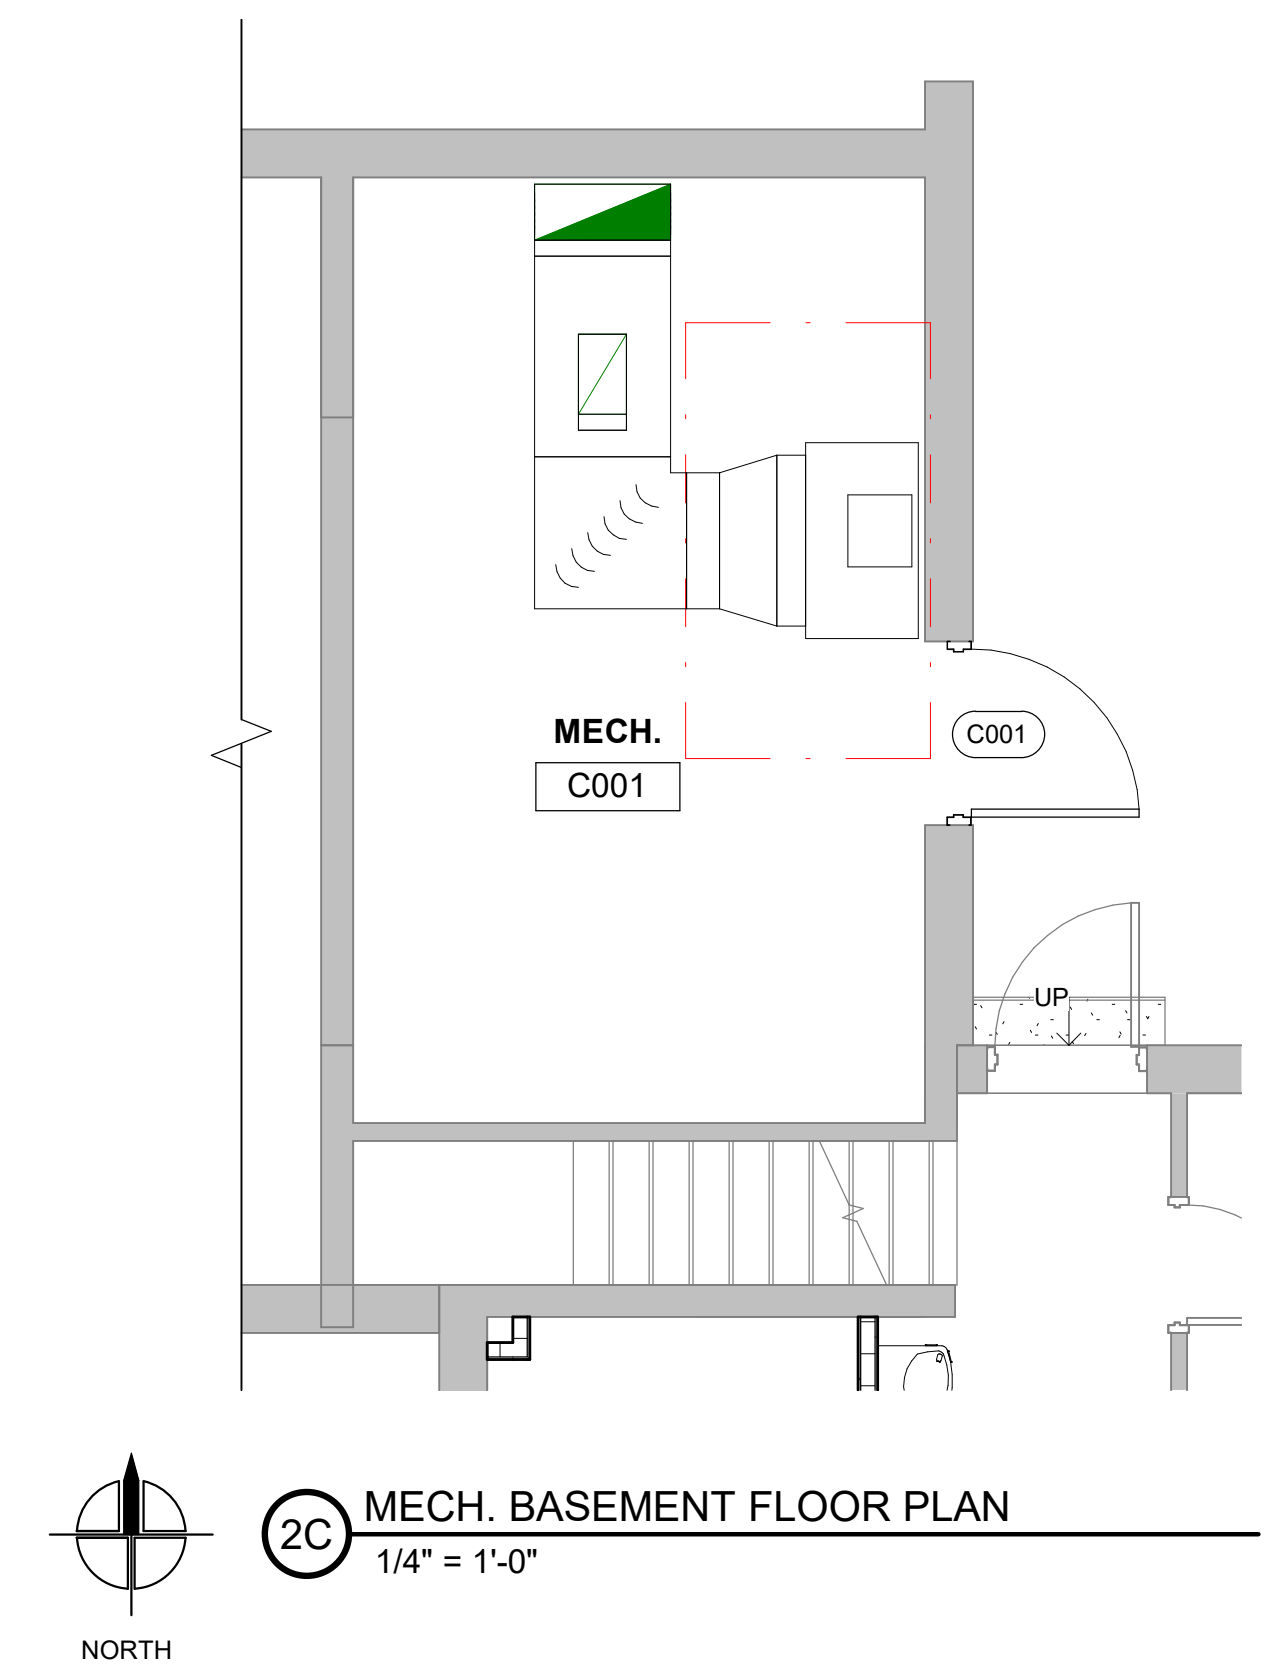 MECH.
C001
C001
UP
2C
MECH. BASEMENT FLOOR PLAN
1/4" = 1'-0"
NORTH